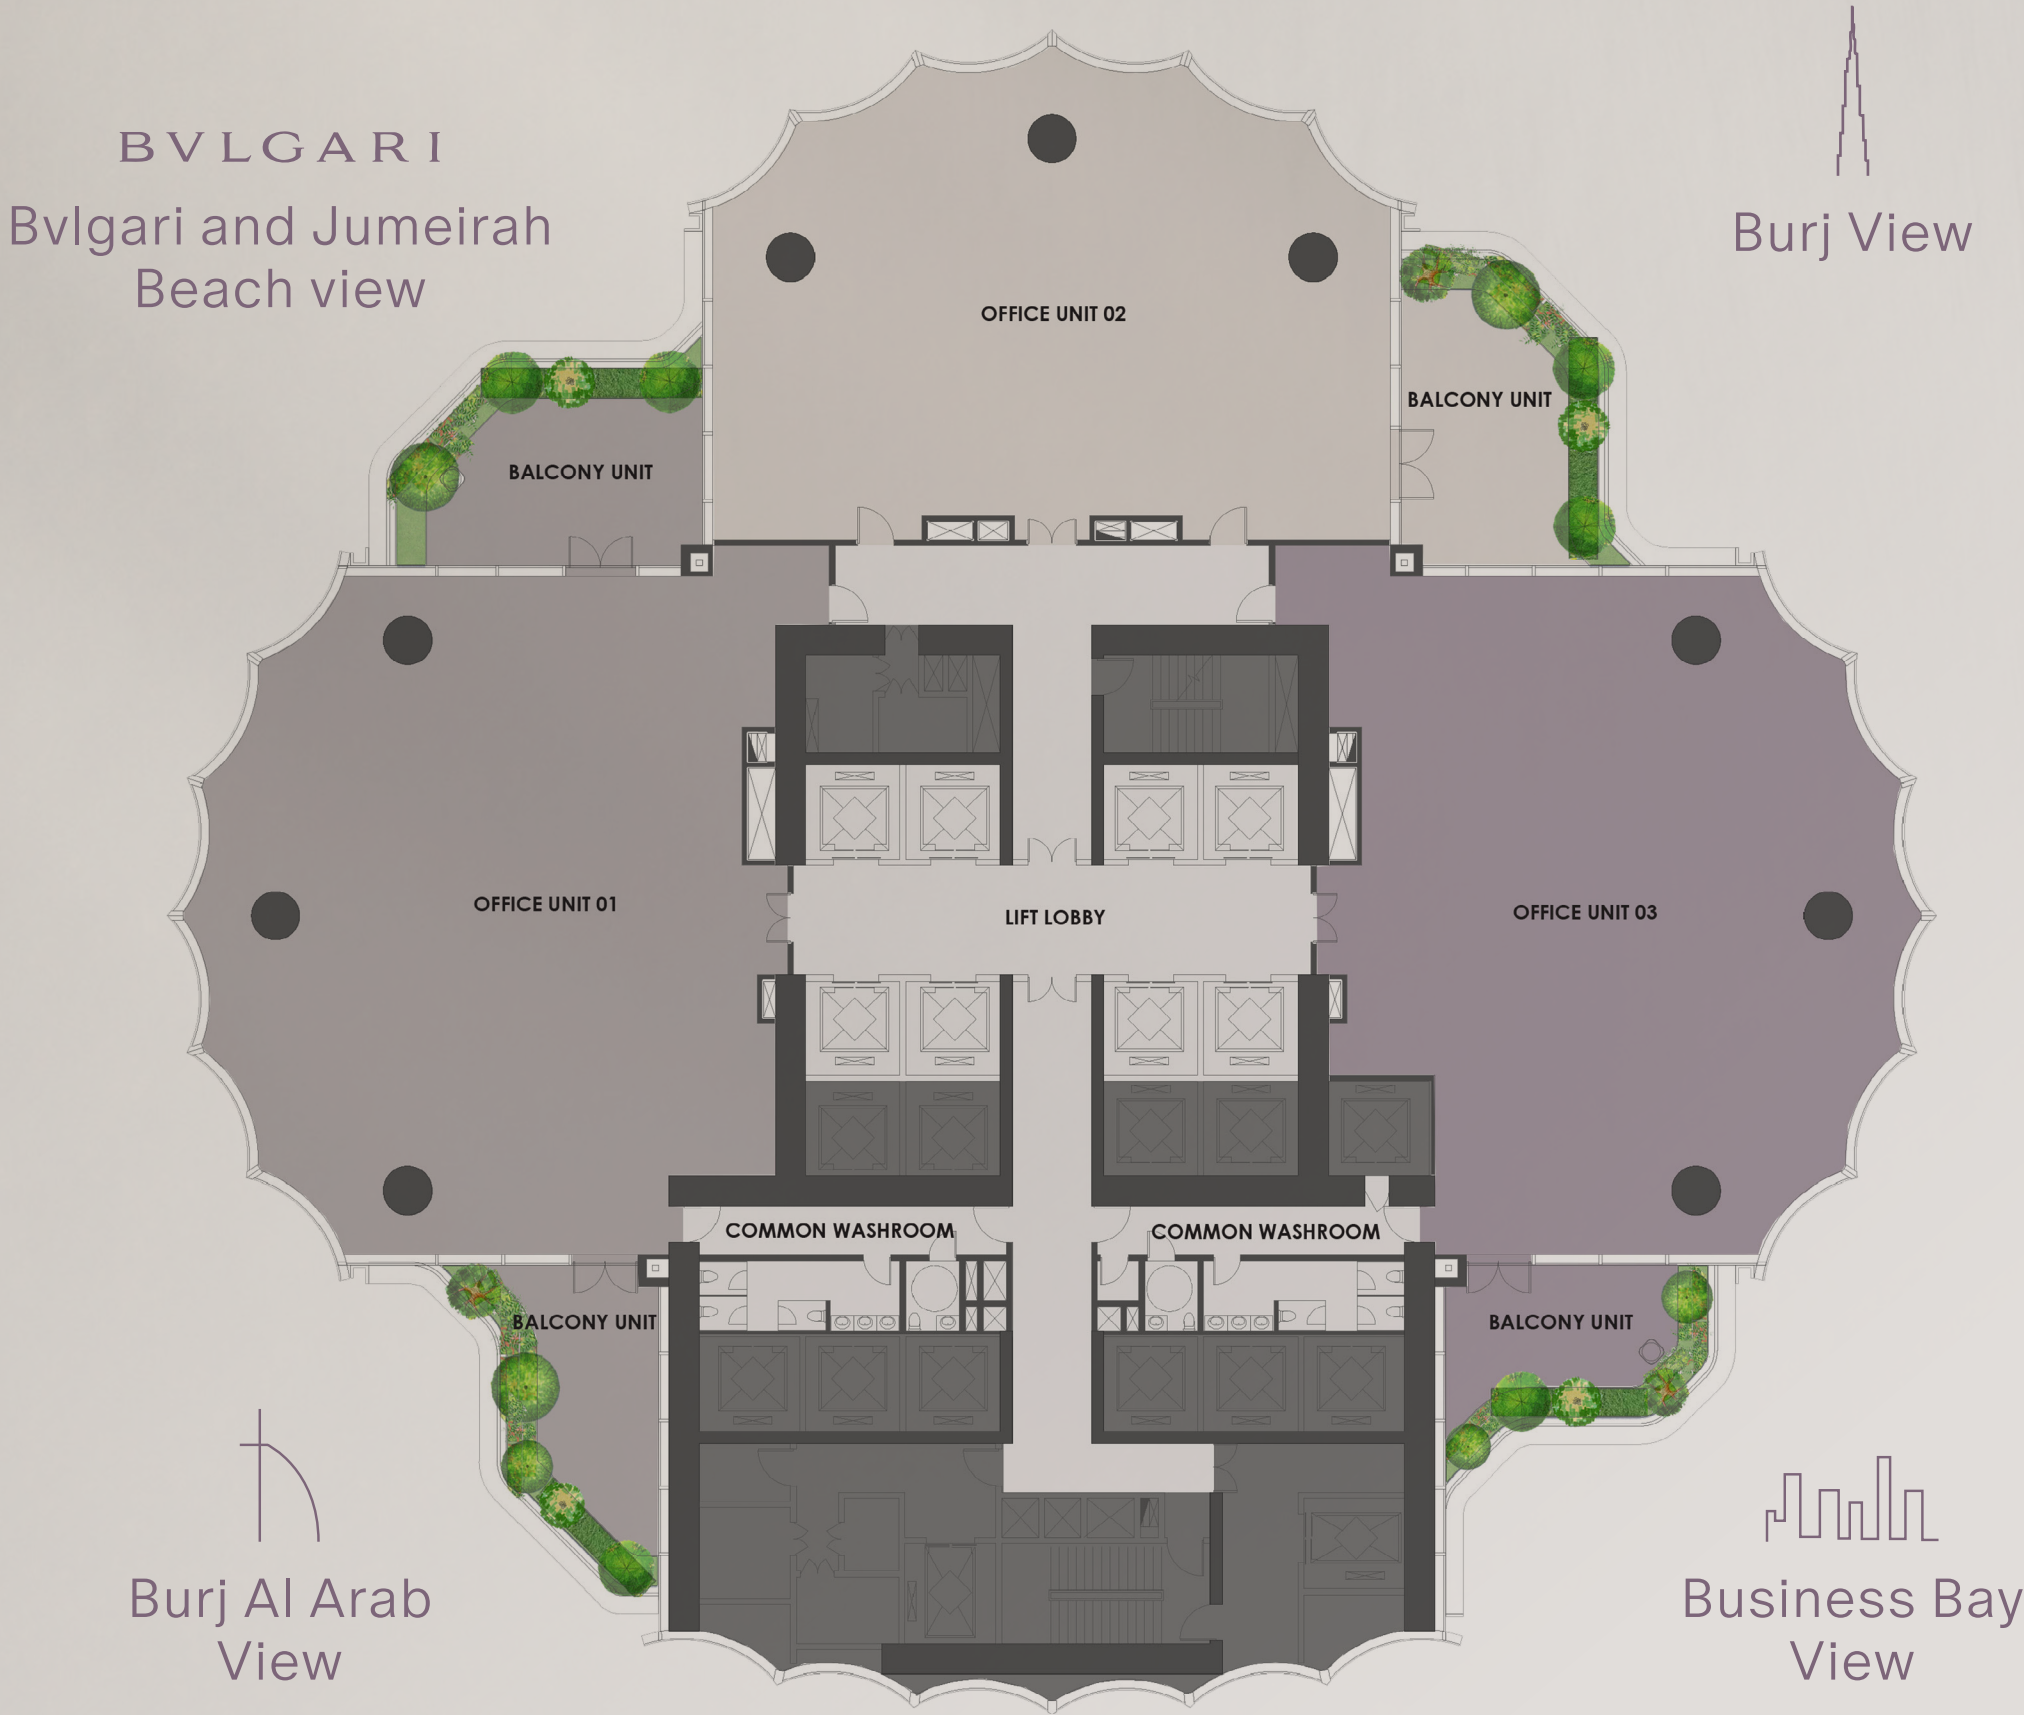 BVLGARI
Bvlgari and Jumeirah
Beach view
Burj View
OFFICE UNIT 02
BALCONY UNIT
BALCONY UNIT
OFFICE UNIT 01
LIFT LOBBY
OFFICE UNIT 03
COMMON WASHROOM
COMMON WASHROOM
BALCONY UNIT
BALCONY UNIT
Burj Al Arab
View
Business Bay
View